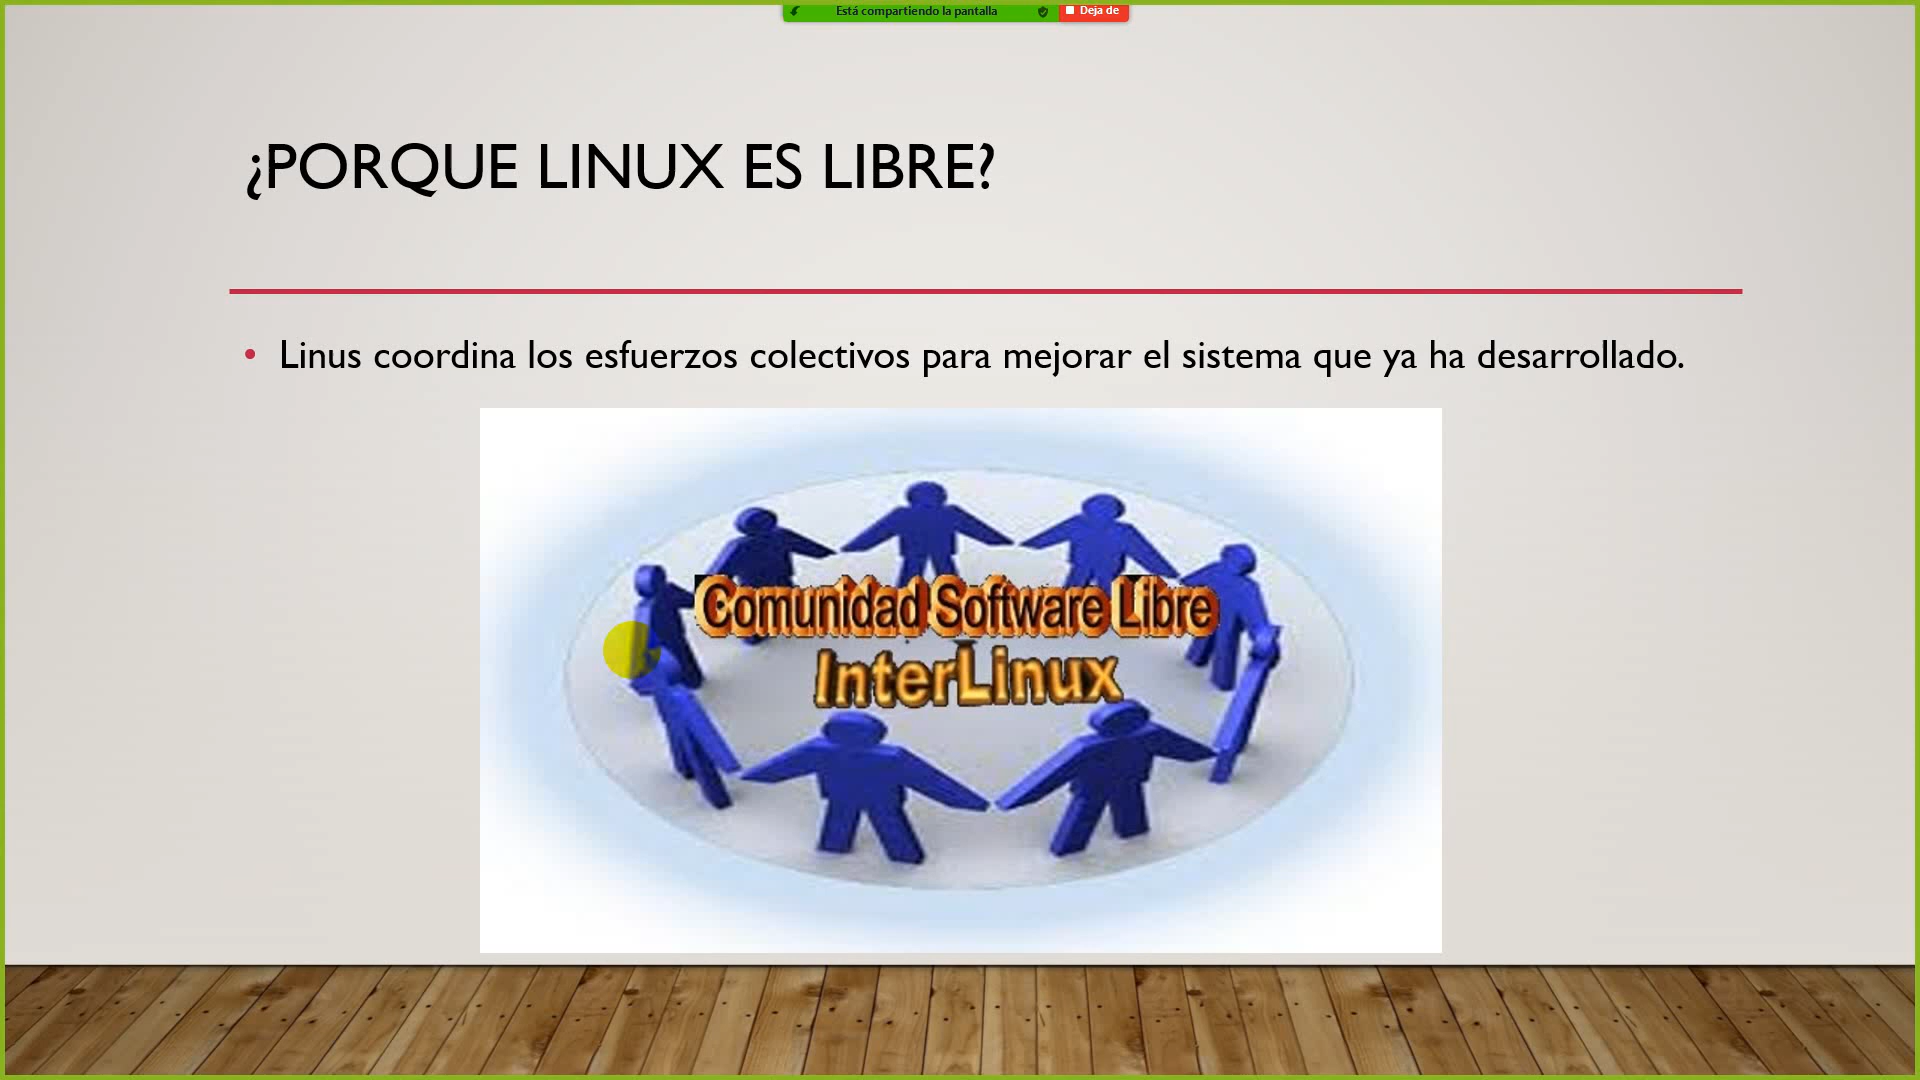 Está compartiendo la pantalla
Deja de
¿PORQUE LINUX ES LIBRE?
• Linus coordina los esfuerzos colectivos para mejorar el sistema que ya ha desarrollado.
Comunidad Software Libre
InterLinux